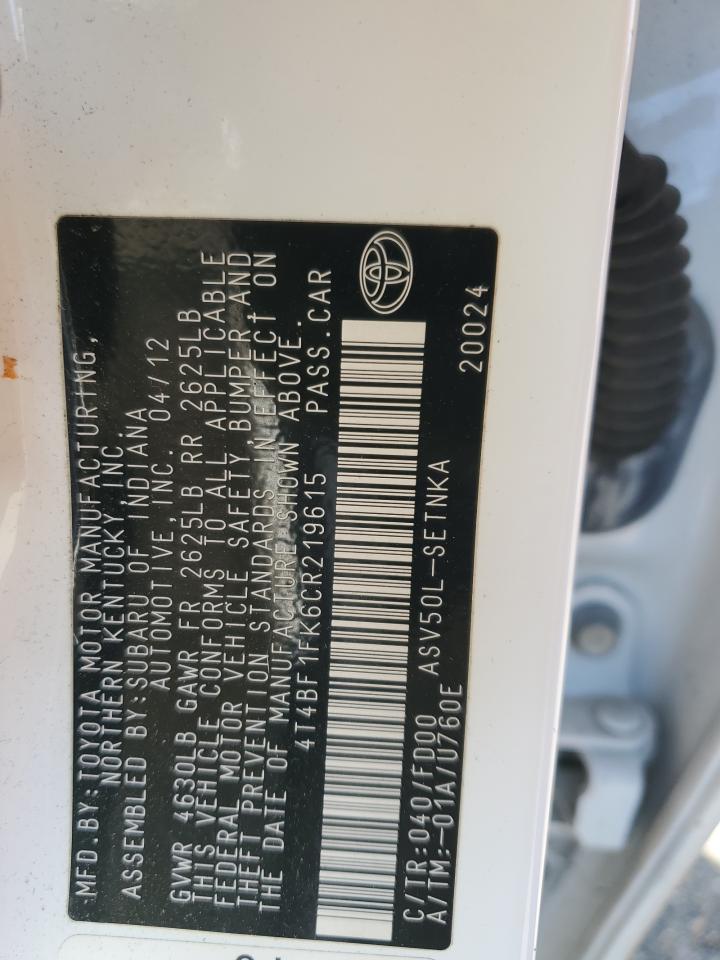 MFD.BY:TOYOTA MOTOR MANUFACTURING,
NORTHERN KENTUCKY,INC.
ASSEMBLED BY:SUBARU OF INDIANA
AUTOMOTIVE,INC. 04/12
GVWR 4630LB GAWR FR 2625LB RR 2625LB
THIS VEHICLE CONFORMS TO ALL APPLICABLE
FEDERAL MOTOR VEHICLE SAFETY,BUMPER,AND
THEFT PREVENTION STANDARDS IN EFFECT ON
THE DATE OF MANUFACTURE SHOWN ABOVE.
4T4BF1FK6CR219615 PASS.CAR
C/TR:040/FD00 ASV50L-SETNKA
A/TM:-01A/U760E 20024